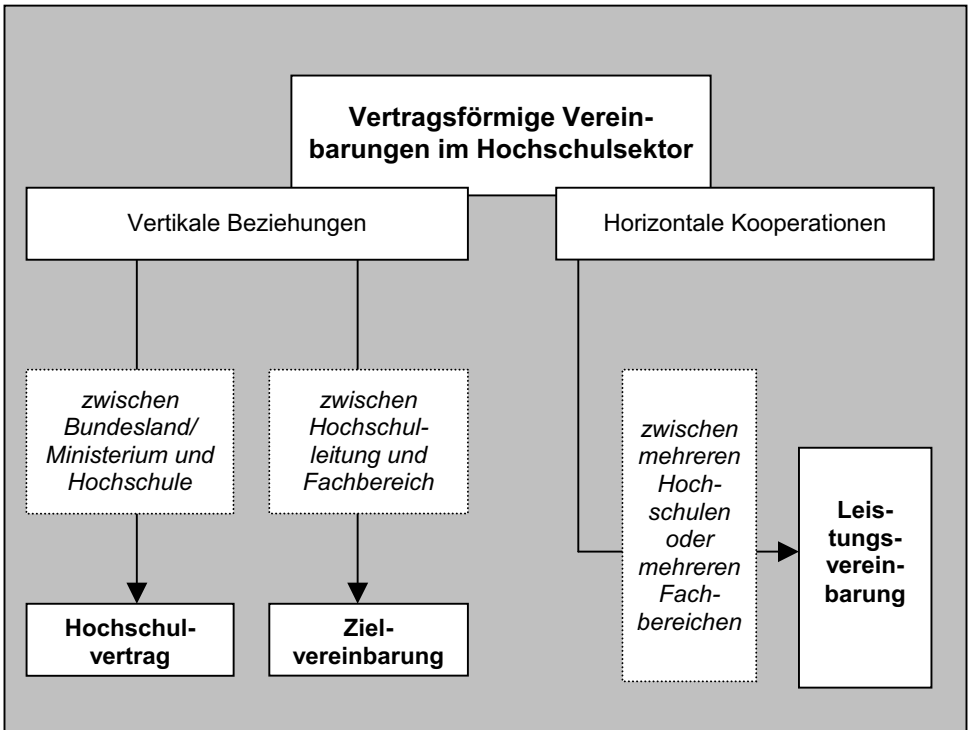 Vertragsförmige Verein-
barungen im Hochschulsektor
Vertikale Beziehungen
Horizontale Kooperationen
zwischen
Bundesland/
Ministerium und
Hochschule
zwischen
Hochschul-
leitung und
Fachbereich
zwischen
mehreren
Hoch-
schulen
oder
mehreren
Fach-
bereichen
Leis-
tungs-
verein-
barung
Hochschul-
vertrag
Ziel-
vereinbarung